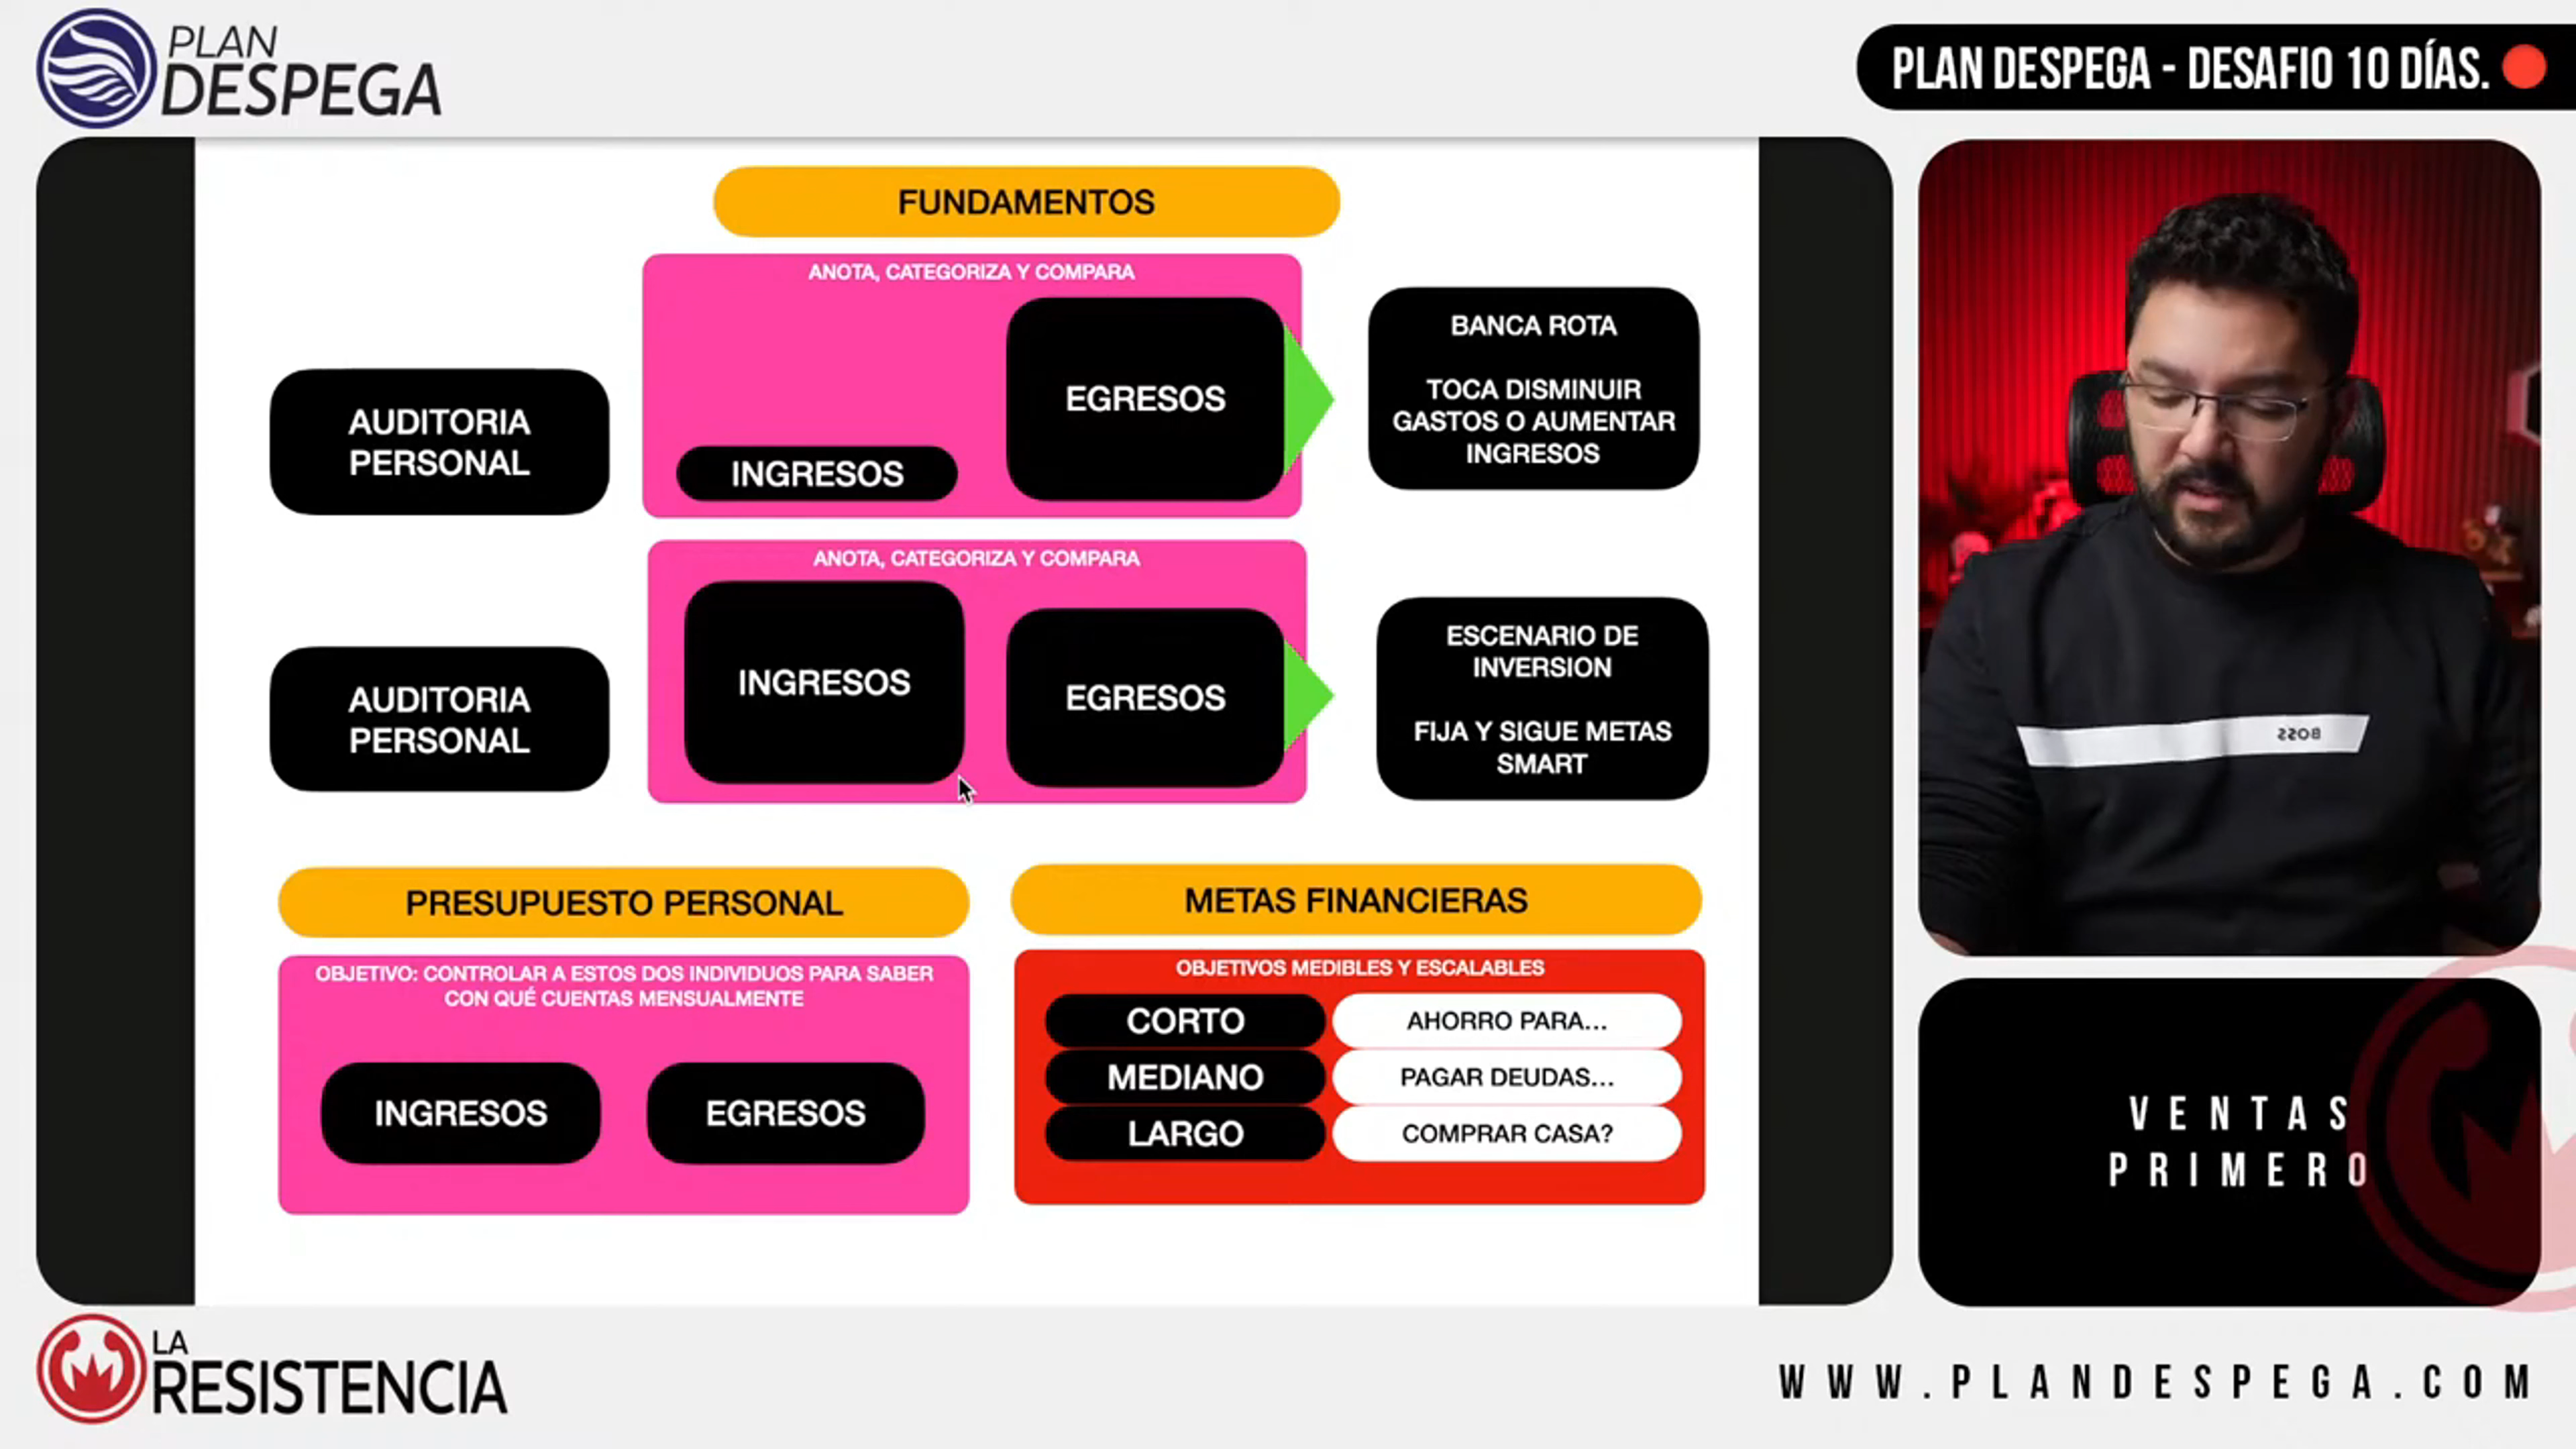 PLAN
DESPEGA
PLAN DESPEGA - DESAFIO 10 DÍAS.
FUNDAMENTOS
ANOTA, CATEGORIZA Y COMPARA
AUDITORIA
PERSONAL
INGRESOS
EGRESOS
BANCA ROTA
TOCA DISMINUIR
GASTOS O AUMENTAR
INGRESOS
ANOTA, CATEGORIZA Y COMPARA
AUDITORIA
PERSONAL
INGRESOS
EGRESOS
ESCENARIO DE
INVERSION
FIJA Y SIGUE METAS
SMART
PRESUPUESTO PERSONAL
OBJETIVO: CONTROLAR A ESTOS DOS INDIVIDUOS PARA SABER
CON QUÉ CUENTAS MENSUALMENTE
INGRESOS
EGRESOS
METAS FINANCIERAS
OBJETIVOS MEDIBLES Y ESCALABLES
CORTO
AHORRO PARA...
MEDIANO
PAGAR DEUDAS...
LARGO
COMPRAR CASA?
BOSS
VENTAS
PRIMERO
LA
RESISTENCIA
WWW.PLANDESPEGA.COM